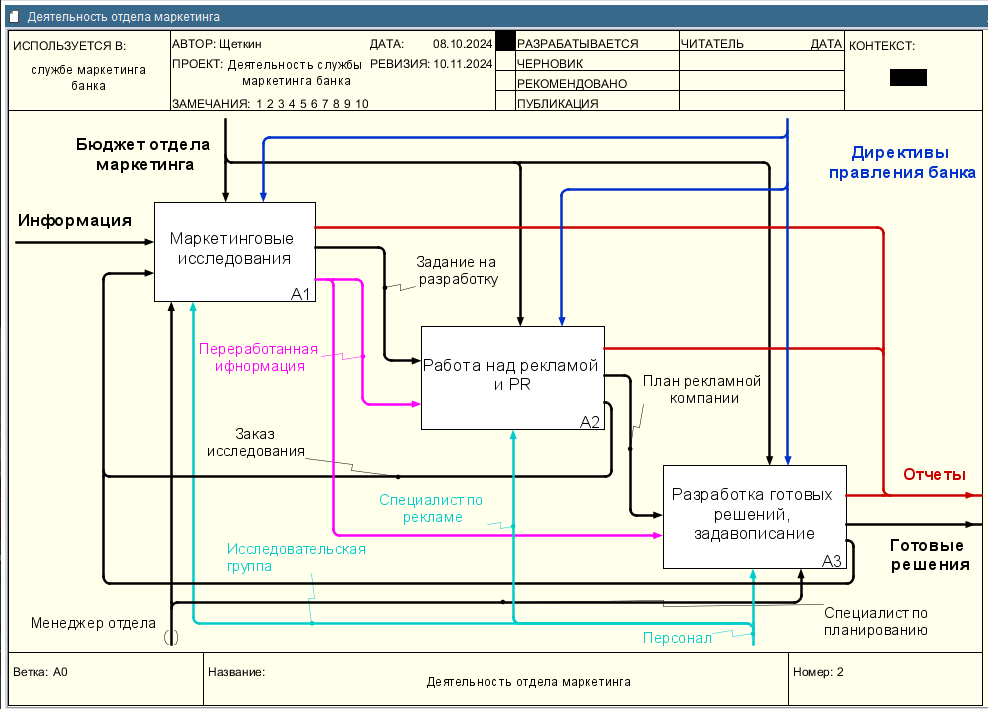 Деятельность отдела маркетинга
ИСПОЛЬЗУЕТСЯ В:
службе маркетинга
банка
АВТОР: Щеткин
ДАТА: 08.10.2024
ПРОЕКТ: Деятельность службы
маркетинга банка
РЕВИЗИЯ: 10.11.2024
ЗАМЕЧАНИЯ: 1 2 3 4 5 6 7 8 9 10
РАЗРАБАТЫВАЕТСЯ
ЧЕРНОВИК
РЕКОМЕНДОВАНО
ПУБЛИКАЦИЯ
ЧИТАТЕЛЬ ДАТА
КОНТЕКСТ:
Бюджет отдела
маркетинга
Директивы
правления банка
Информация
Маркетинговые
исследования
A1
Задание на
разработку
Переработанная
ифнормация
Работа над рекламой
и PR
A2
План рекламной
компании
Заказ
исследования
Отчеты
Специалист по
рекламе
Разработка готовых
решений,
задавописание
A3
Готовые
решения
Исследовательская
группа
Менеджер отдела
Специалист по
планированию
Персонал
Ветка: A0
Название:
Деятельность отдела маркетинга
Номер: 2